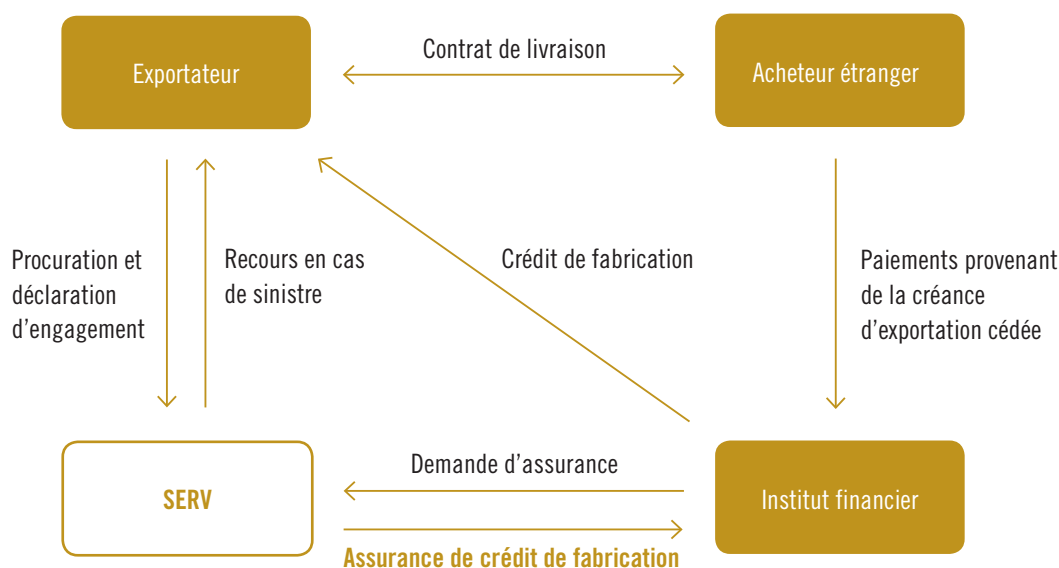 Contrat de livraison
Exportateur
Acheteur étranger
Procuration et
déclaration
d’engagement
Recours en cas
de sinistre
Crédit de fabrication
Paiements provenant
de la créance
d’exportation cédée
Demande d’assurance
SERV
Institut financier
Assurance de crédit de fabrication